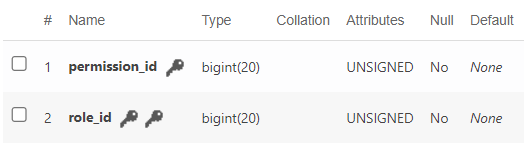 # Name Type Collation Attributes Null Default
1 permission_id bigint(20) UNSIGNED No None
2 role_id bigint(20) UNSIGNED No None